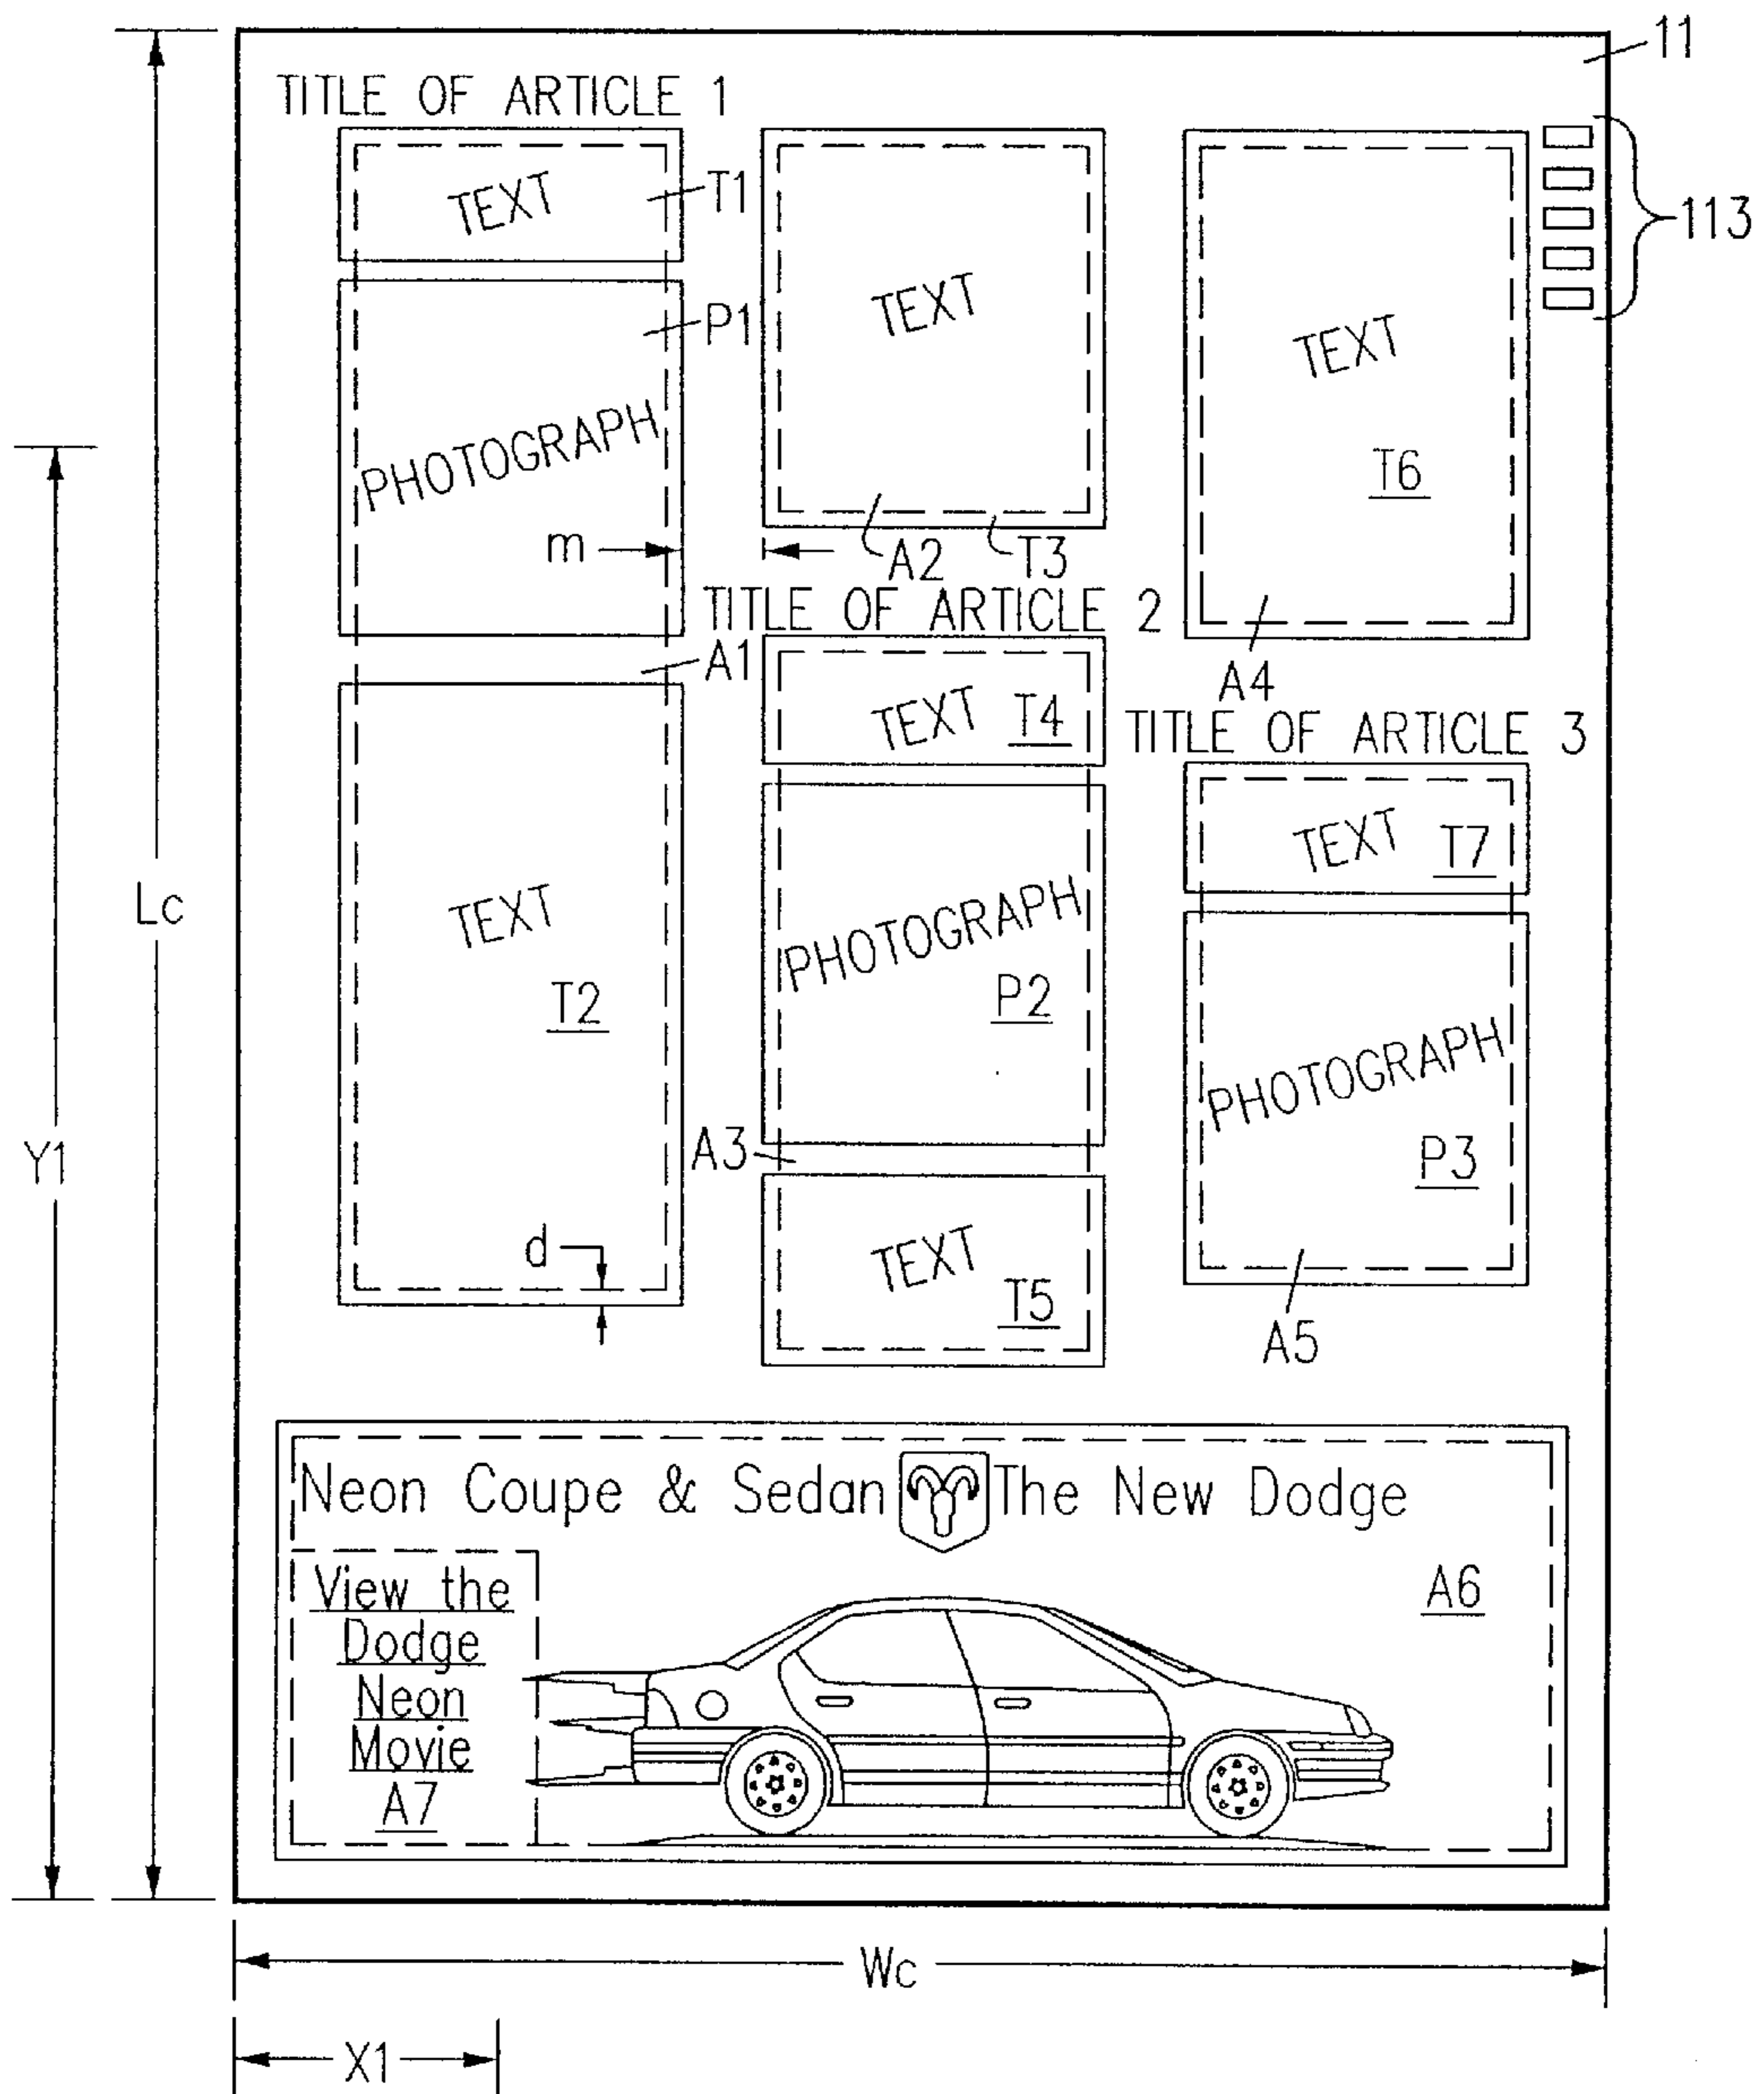 11
TITLE OF ARTICLE 1
TEXT
T1
113
TEXT
P1
TEXT
PHOTOGRAPH
T6
m
A2
T3
TITLE OF ARTICLE 2
A1
A4
TEXT T4
TITLE OF ARTICLE 3
TEXT T7
Lc
TEXT
PHOTOGRAPH
T2
P2
PHOTOGRAPH
Y1
A3
P3
d
TEXT
T5
A5
Neon Coupe & Sedan The New Dodge
View the
Dodge
Neon
Movie
A7
A6
Wc
X1